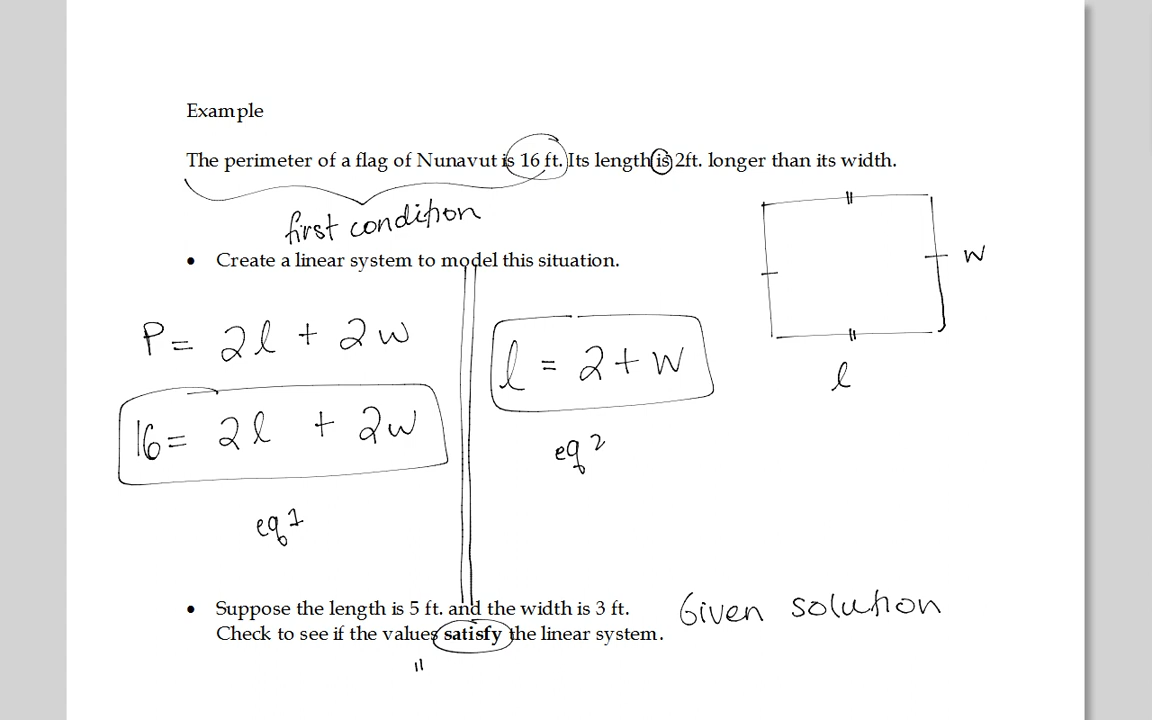 Example
The perimeter of a flag of Nunavut is 16 ft. Its length is 2ft. longer than its width.
first condition
• Create a linear system to model this situation.
w
P = 2l + 2w
l = 2 + w
l
16 = 2l + 2w
eq 2
eq 1
• Suppose the length is 5 ft. and the width is 3 ft.
Given solution
Check to see if the values satisfy the linear system.
"